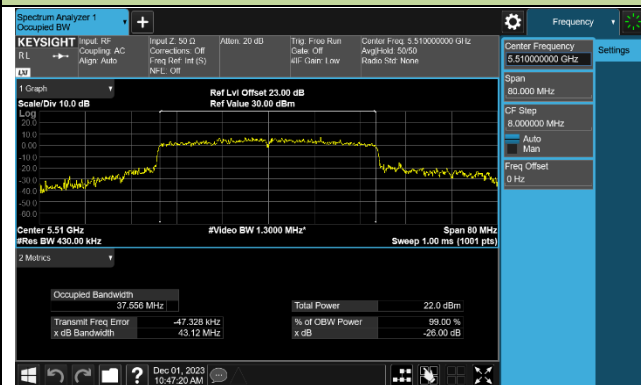 Spectrum Analyzer 1
Occupied BW
Frequency
KEYSIGHT
RL
LXI
Input: RF
Coupling: AC
Align: Auto
Input Z: 50 Ω
Corrections: Off
Freq Ref: Int (S)
NFE: Off
Atten: 20 dB
Trig: Free Run
Gate: Off
#IF Gain: Low
Center Freq: 5.510000000 GHz
Avg|Hold: 50/50
Radio Std: None
1 Graph
Scale/Div 10.0 dB
Ref Lvl Offset 23.00 dB
Ref Value 30.00 dBm
Log
20.0
10.0
0.00
-10.0
-20.0
-30.0
-40.0
-50.0
-60.0
Center 5.51 GHz
#Res BW 430.00 kHz
#Video BW 1.3000 MHz*
Span 80 MHz
Sweep 1.00 ms (1001 pts)
2 Metrics
Occupied Bandwidth
37.556 MHz
Total Power 22.0 dBm
Transmit Freq Error -47.328 kHz
% of OBW Power 99.00 %
x dB Bandwidth 43.12 MHz
x dB -26.00 dB
Dec 01, 2023
10:47:20 AM
Center Frequency
5.510000000 GHz
Settings
Span
80.000 MHz
CF Step
8.000000 MHz
Auto
Man
Freq Offset
0 Hz